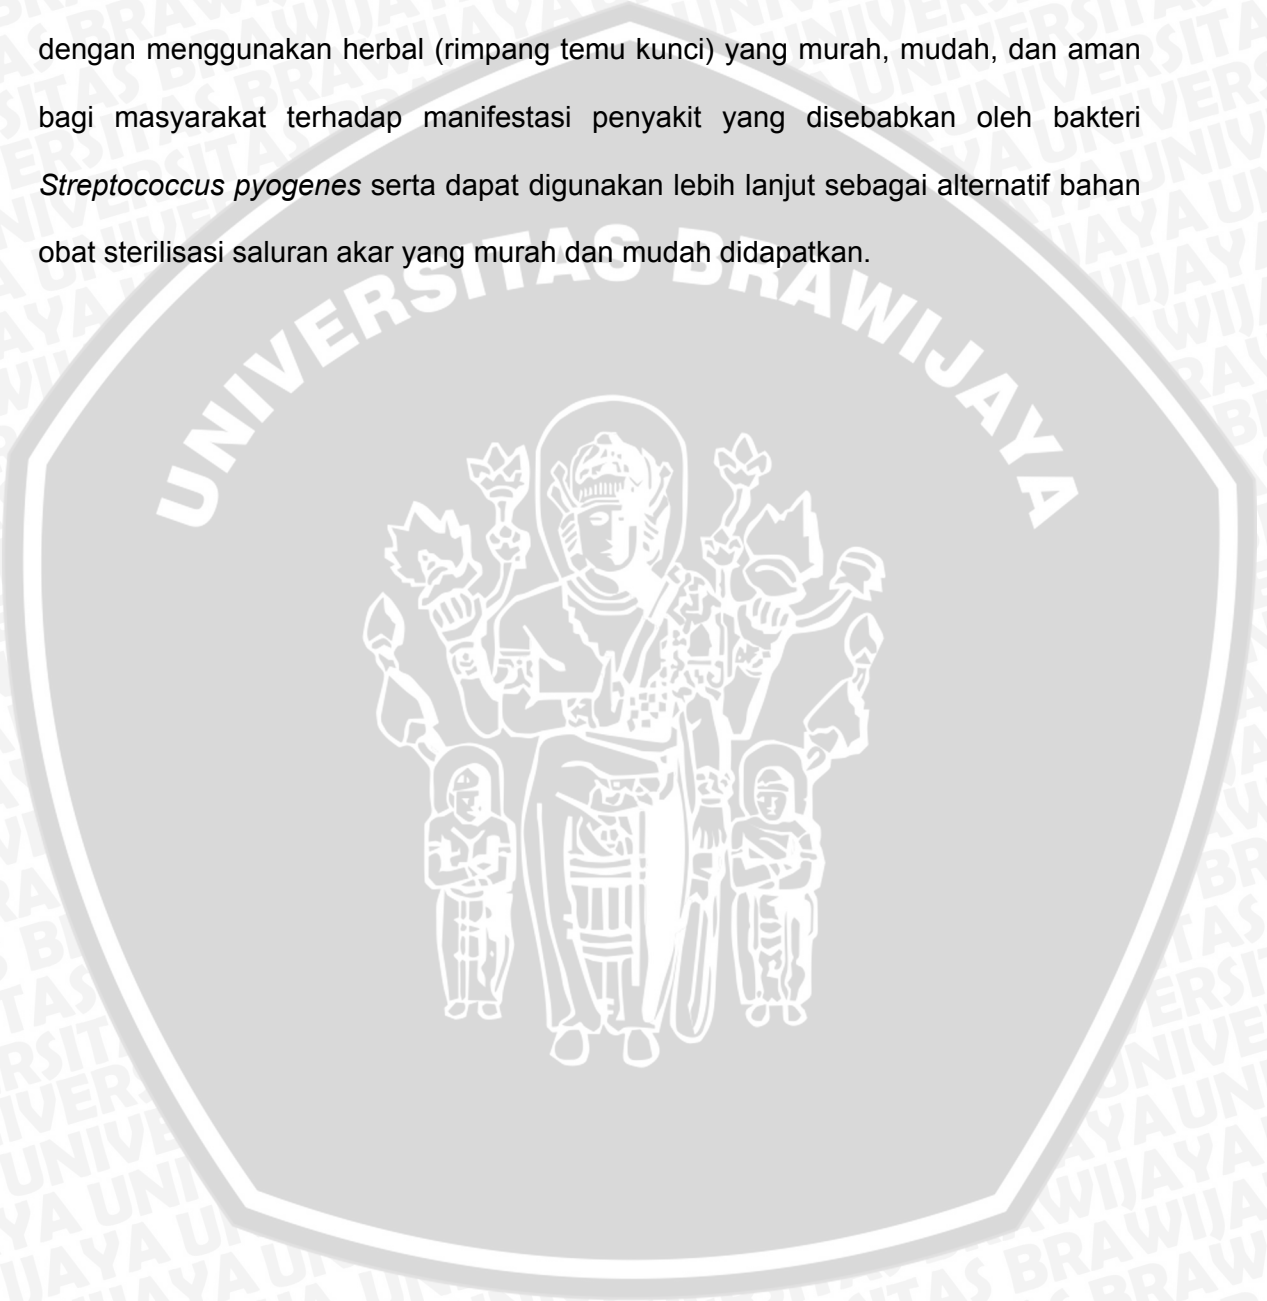 dengan menggunakan herbal (rimpang temu kunci) yang murah, mudah, dan aman
bagi masyarakat terhadap manifestasi penyakit yang disebabkan oleh bakteri
Streptococcus pyogenes serta dapat digunakan lebih lanjut sebagai alternatif bahan
obat sterilisasi saluran akar yang murah dan mudah didapatkan.
UNIVERSITAS BRAWIJAYA